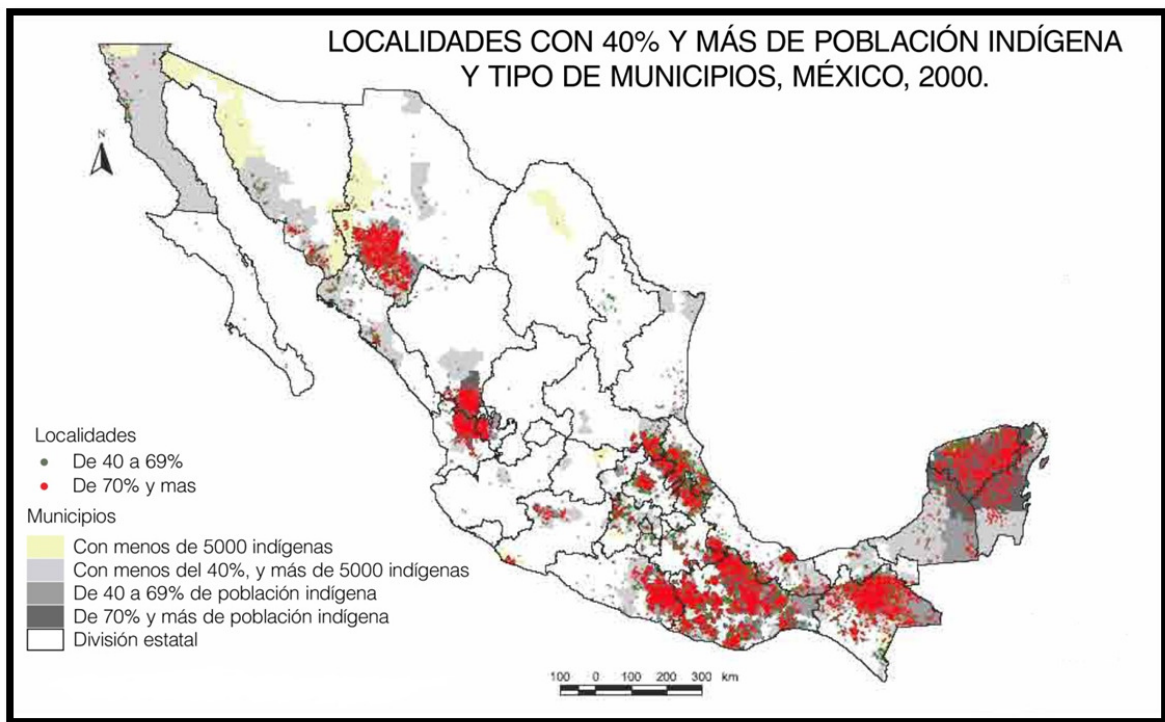 LOCALIDADES CON 40% Y MÁS DE POBLACIÓN INDÍGENA
Y TIPO DE MUNICIPIOS, MÉXICO, 2000.
N
Localidades
De 40 a 69%
De 70% y mas
Municipios
Con menos de 5000 indígenas
Con menos del 40%, y más de 5000 indígenas
De 40 a 69% de población indígena
De 70% y más de población indígena
División estatal
100 0 100 200 300 km